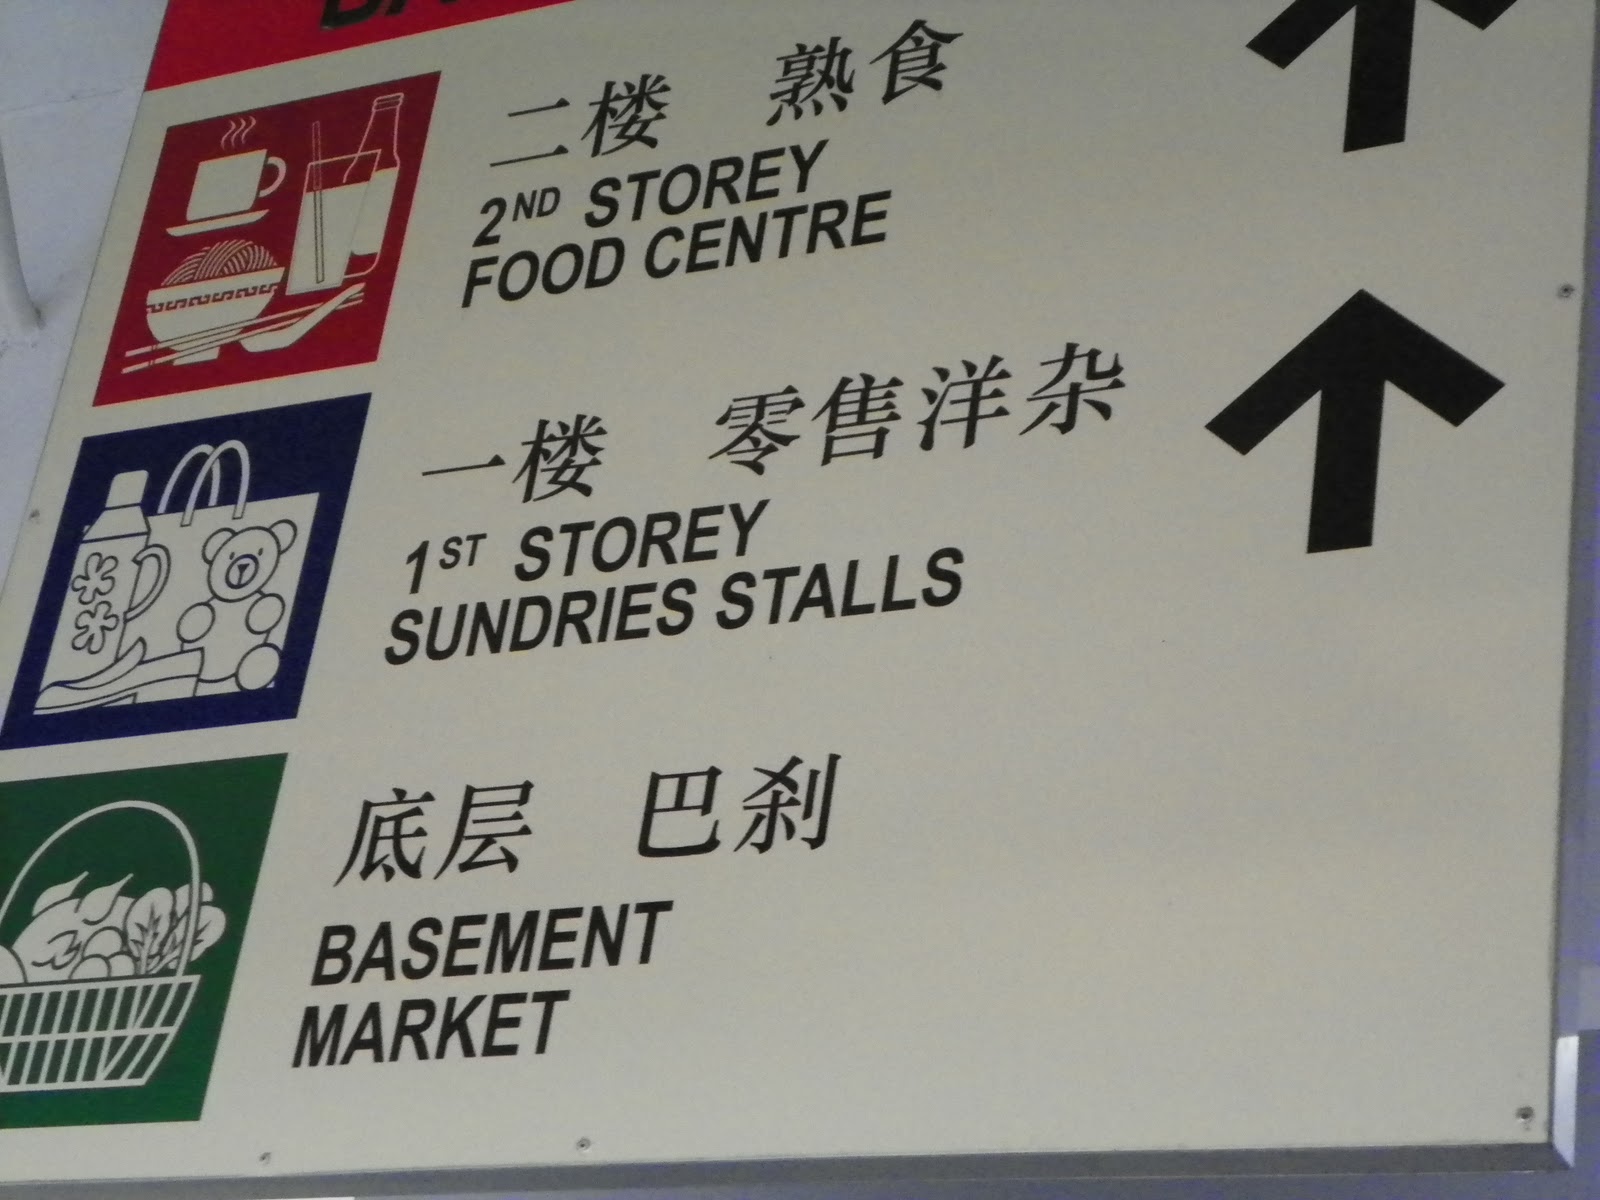 二楼 熟食
2ND STOREY
FOOD CENTRE
一楼 零售洋杂
1ST STOREY
SUNDRIES STALLS
底层 巴刹
BASEMENT
MARKET